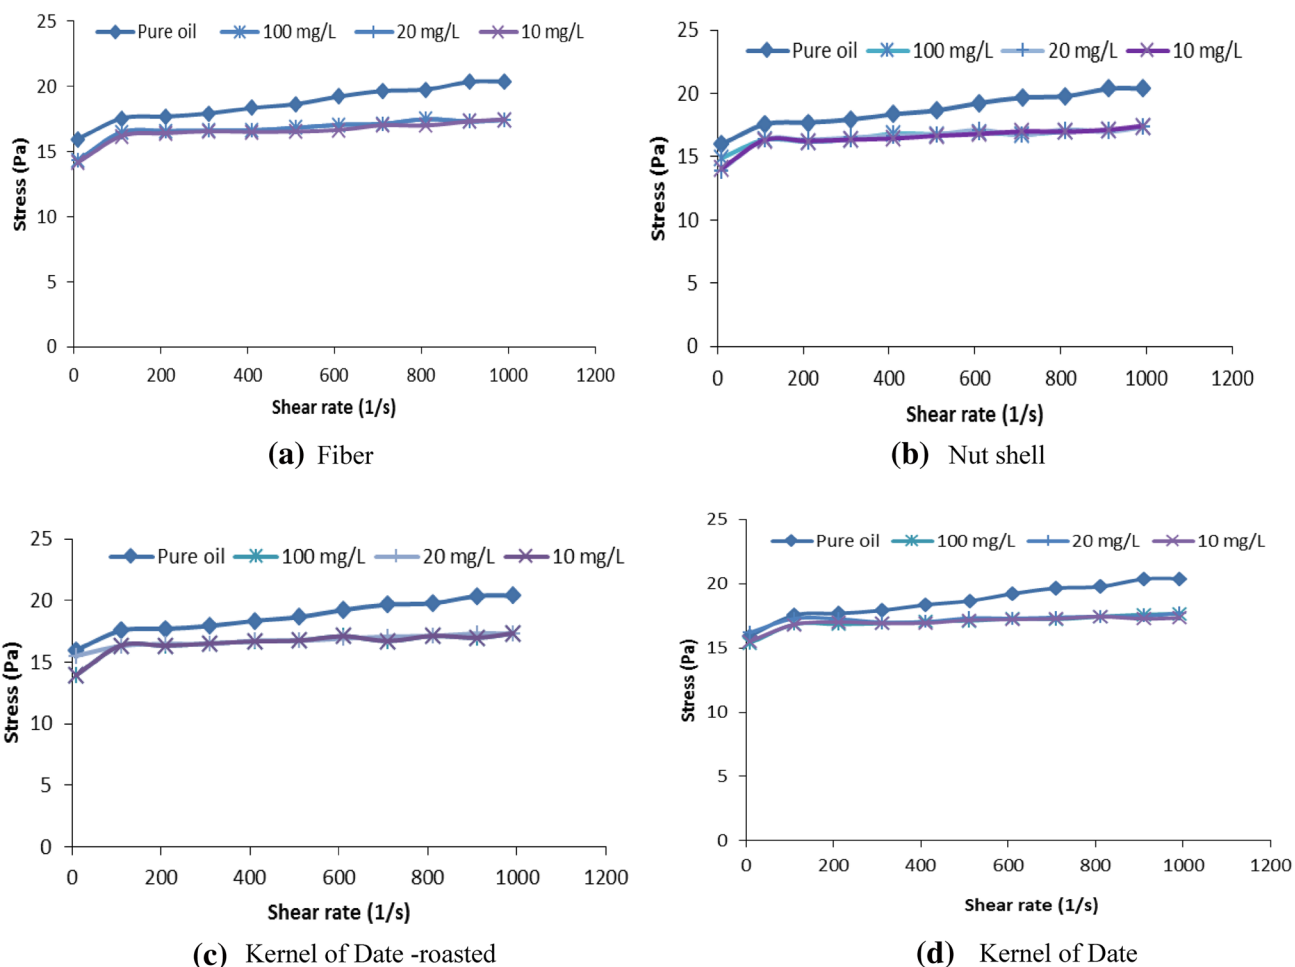 25
Pure oil 100 mg/L 20 mg/L 10 mg/L
20
15
10
5
0
Stress (Pa)
0 200 400 600 800 1000 1200
Shear rate (1/s)
(a) Fiber
25
Pure oil 100 mg/L 20 mg/L 10 mg/L
20
15
10
5
0
Stress (Pa)
0 200 400 600 800 1000 1200
Shear rate (1/s)
(b) Nut shell
25
Pure oil 100 mg/L 20 mg/L 10 mg/L
20
15
10
5
0
Stress (Pa)
0 200 400 600 800 1000 1200
Shear rate (1/s)
(c) Kernel of Date -roasted
25
Pure oil 100 mg/L 20 mg/L 10 mg/L
20
15
10
5
0
Stress (Pa)
0 200 400 600 800 1000 1200
Shear rate (1/s)
(d) Kernel of Date